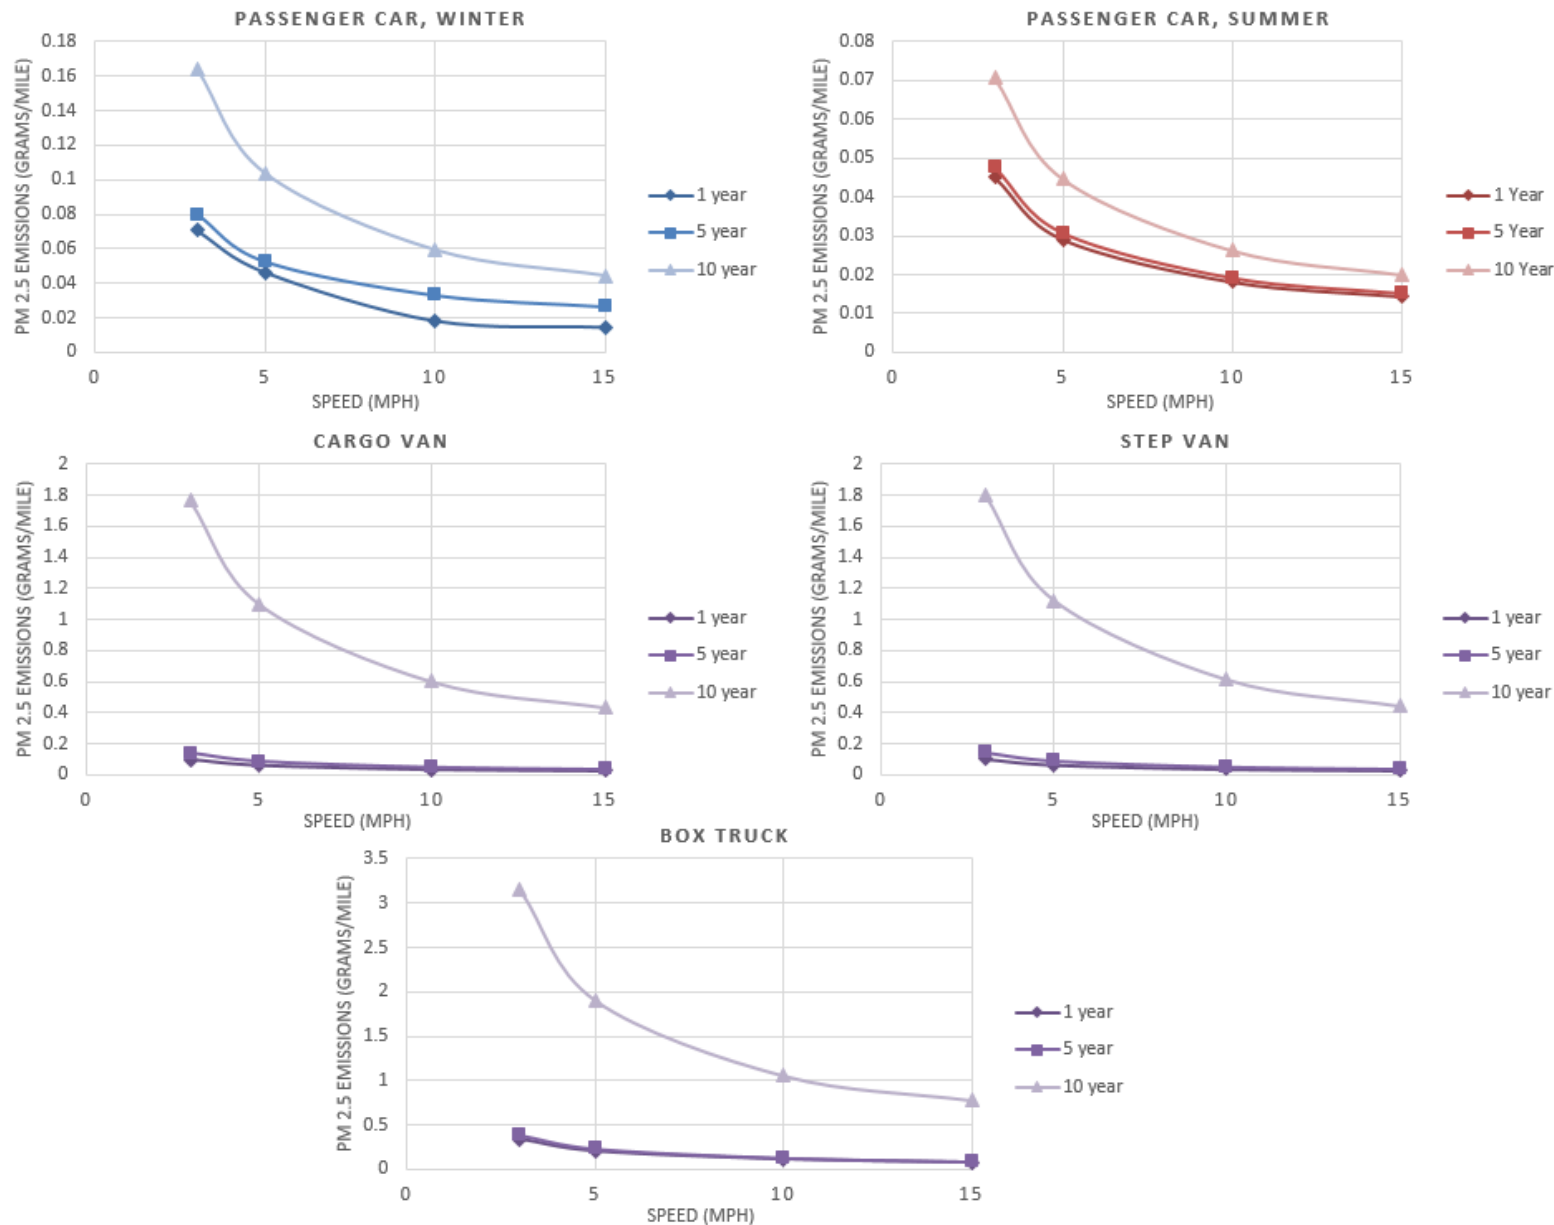 PASSENGER CAR, WINTER
PM 2.5 EMISSIONS (GRAMS/MILE)
0.18
0.16
0.14
0.12
0.1
0.08
0.06
0.04
0.02
0
0 5 10 15
SPEED (MPH)
1 year
5 year
10 year
PASSENGER CAR, SUMMER
PM 2.5 EMISSIONS (GRAMS/MILE)
0.08
0.07
0.06
0.05
0.04
0.03
0.02
0.01
0
0 5 10 15
SPEED (MPH)
1 Year
5 Year
10 Year
CARGO VAN
PM 2.5 EMISSIONS (GRAMS/MILE)
2
1.8
1.6
1.4
1.2
1
0.8
0.6
0.4
0.2
0
0 5 10 15
SPEED (MPH)
1 year
5 year
10 year
STEP VAN
PM 2.5 EMISSIONS (GRAMS/MILE)
2
1.8
1.6
1.4
1.2
1
0.8
0.6
0.4
0.2
0
0 5 10 15
SPEED (MPH)
1 year
5 year
10 year
BOX TRUCK
PM 2.5 EMISSIONS (GRAMS/MILE)
3.5
3
2.5
2
1.5
1
0.5
0
0 5 10 15
SPEED (MPH)
1 year
5 year
10 year